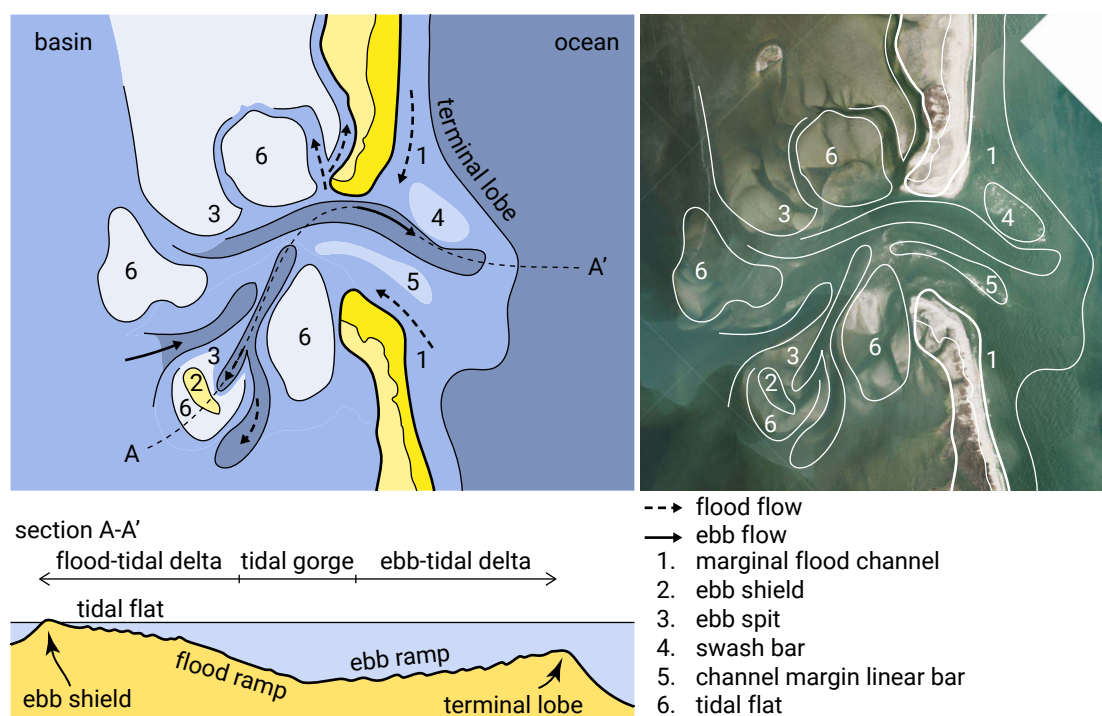 basin
ocean
terminal lobe
1
6
3
4
6
A'
5
6
3
1
2
6
A
1
6
3
4
6
5
6
3
1
2
6
section A-A’
flood-tidal delta
tidal gorge
ebb-tidal delta
tidal flat
flood ramp
ebb ramp
ebb shield
terminal lobe
flood flow
ebb flow
1. marginal flood channel
2. ebb shield
3. ebb spit
4. swash bar
5. channel margin linear bar
6. tidal flat